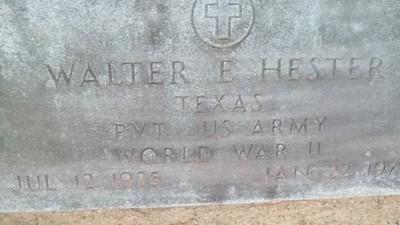 WALTER E HESTER
TEXAS
PVT US ARMY
WORLD WAR II
JUL 12 1925 JAN 22